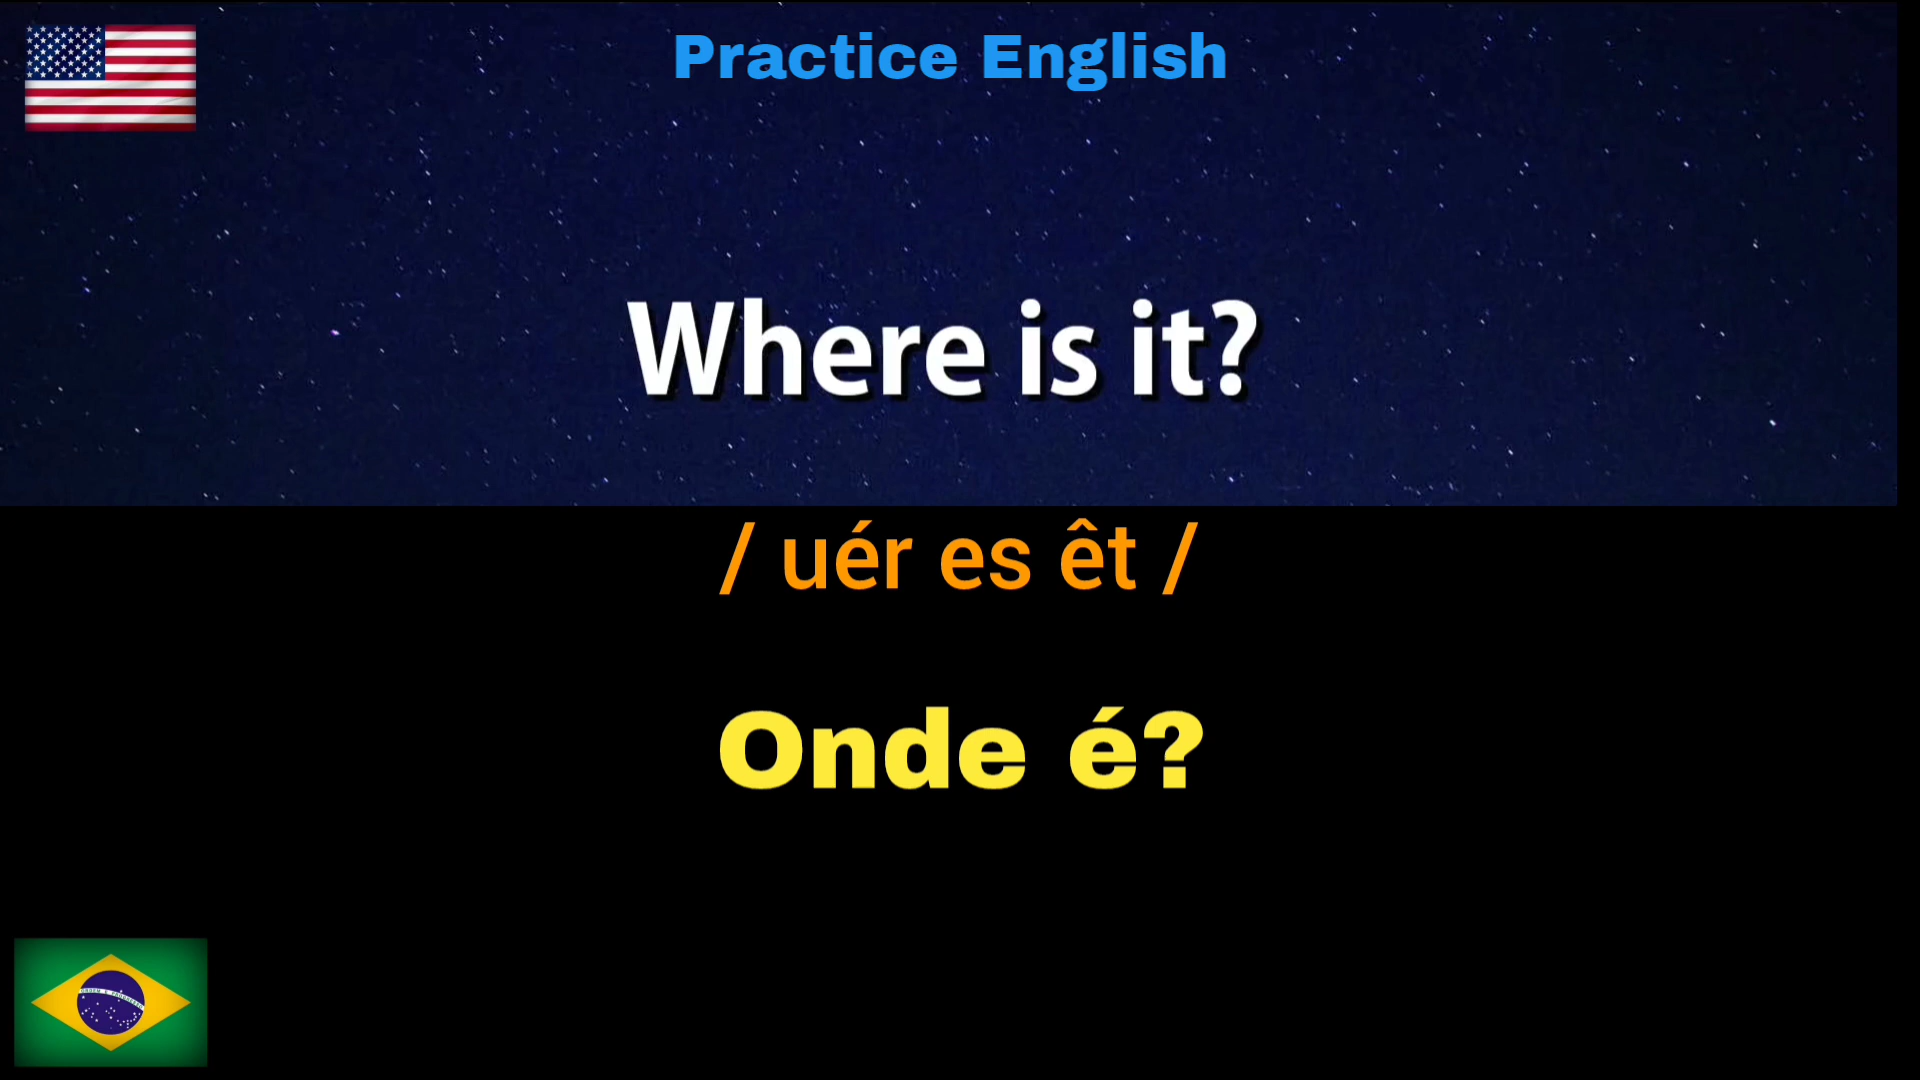 Practice English
Where is it?
/ uér es êt /
Onde é?